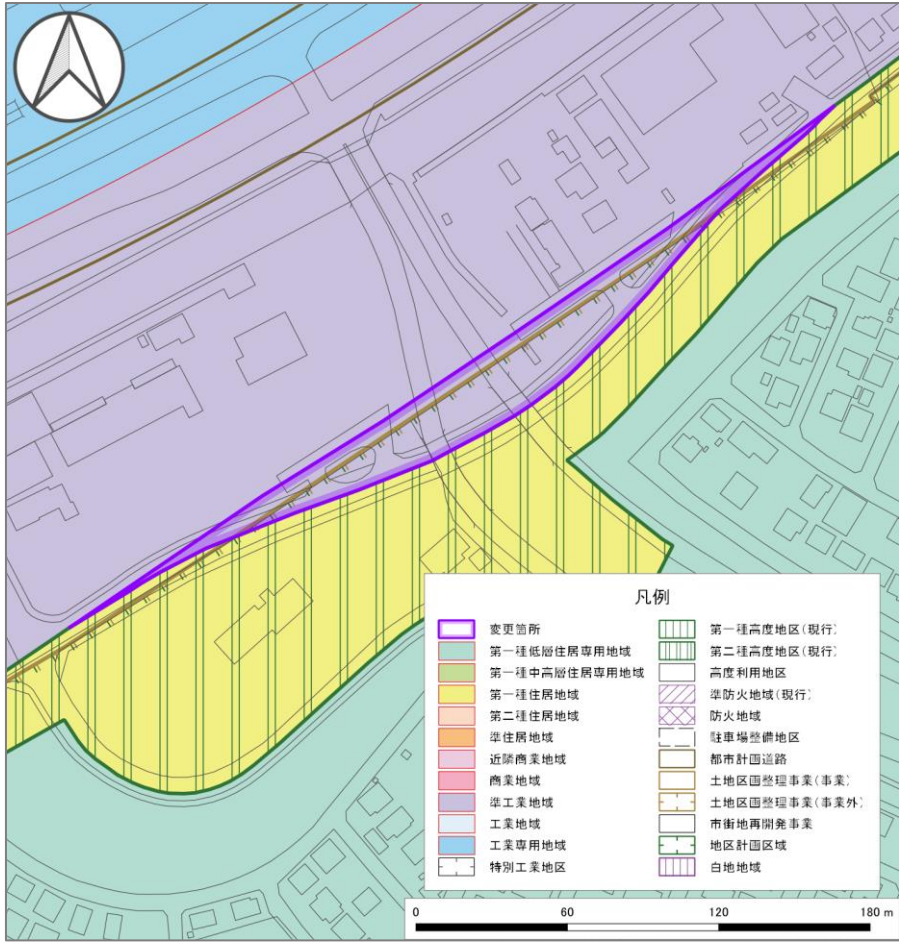 凡例
変更箇所
第一種低層住居専用地域
第一種中高層住居専用地域
第一種住居地域
第二種住居地域
準住居地域
近隣商業地域
商業地域
準工業地域
工業地域
工業専用地域
特別工業地区
第一種高度地区(現行)
第二種高度地区(現行)
高度利用地区
準防火地域(現行)
防火地域
駐車場整備地区
都市計画道路
土地区画整理事業(事業)
土地区画整理事業(事業外)
市街地再開発事業
地区計画区域
白地地域
0 60 120 180 m